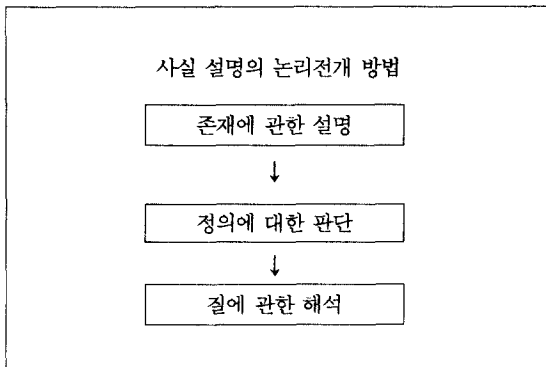 사실 설명의 논리전개 방법
존재에 관한 설명
↓
정의에 대한 판단
↓
질에 관한 해석